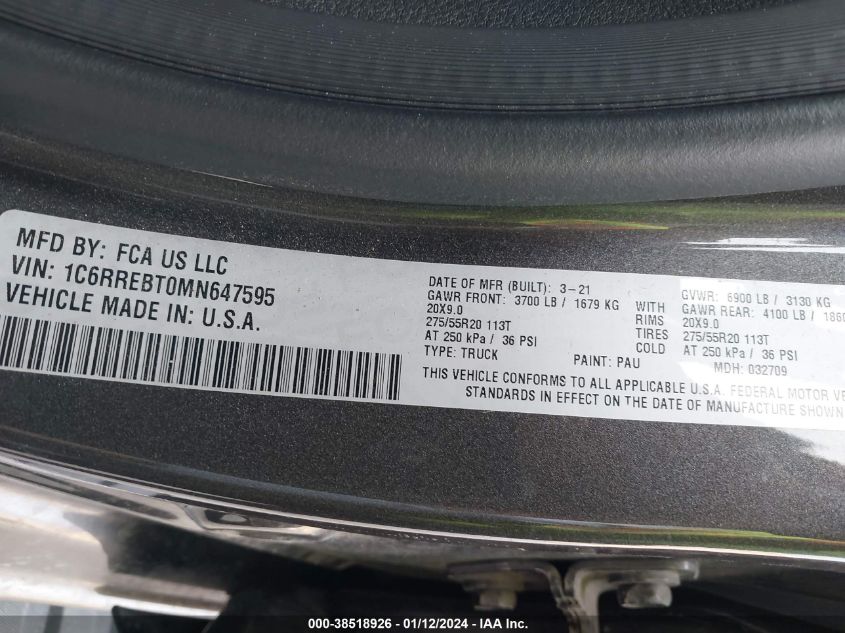 MFD BY: FCA US LLC
VIN: 1C6RREBT0MN647595
VEHICLE MADE IN: U.S.A.
DATE OF MFR (BUILT): 3-21 GVWR: 6900 LB / 3130 KG
GAWR FRONT: 3700 LB / 1679 KG WITH GAWR REAR: 4100 LB / 1860
20X9.0 RIMS 20X9.0
275/55R20 113T TIRES 275/55R20 113T
AT 250 kPa / 36 PSI COLD AT 250 kPa / 36 PSI
TYPE: TRUCK PAINT: PAU MDH: 032709
THIS VEHICLE CONFORMS TO ALL APPLICABLE U.S.A. FEDERAL MOTOR VE
STANDARDS IN EFFECT ON THE DATE OF MANUFACTURE SHOWN
000-38518926 - 01/12/2024 - IAA Inc.